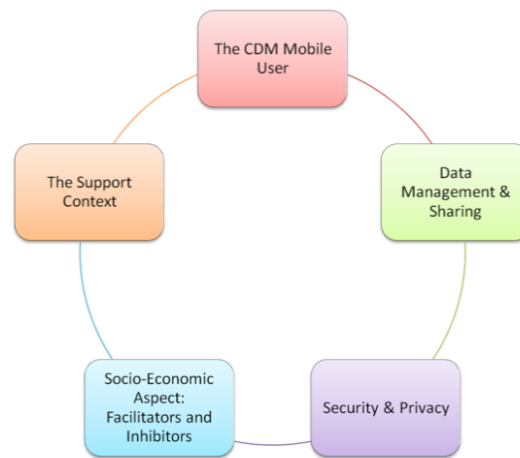 The CDM Mobile
User
The Support
Context
Data
Management &
Sharing
Socio-Economic
Aspect:
Facilitators and
Inhibitors
Security & Privacy